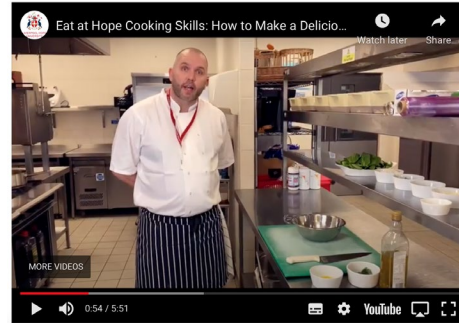 Eat at Hope Cooking Skills: How to Make a Delicio...
Watch later
Share
MORE VIDEOS
0:54 / 5:51
YouTube